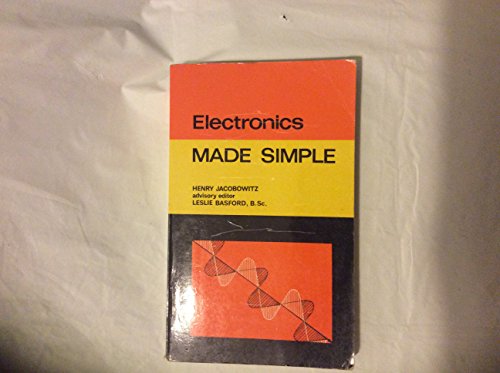 Electronics
MADE SIMPLE
HENRY JACOBOWITZ
advisory editor
LESLIE BASFORD, B.Sc.